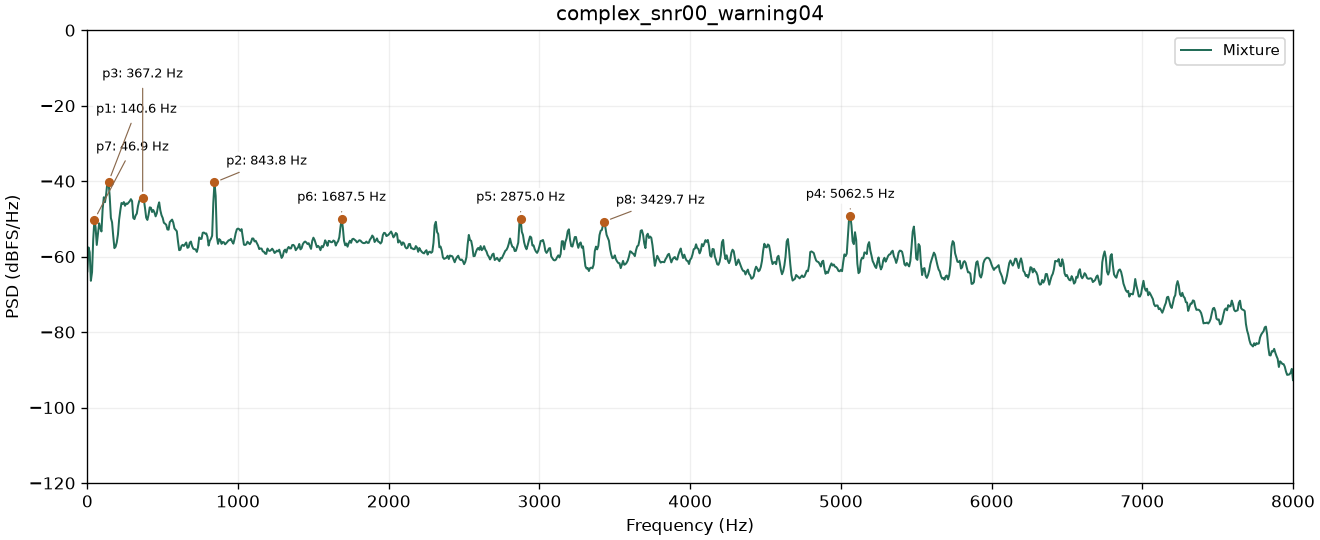 complex_snr00_warning04
Mixture
p3: 367.2 Hz
p1: 140.6 Hz
p7: 46.9 Hz
p2: 843.8 Hz
p6: 1687.5 Hz
p5: 2875.0 Hz
p8: 3429.7 Hz
p4: 5062.5 Hz
PSD (dBFS/Hz)
0
−20
−40
−60
−80
−100
−120
0 1000 2000 3000 4000 5000 6000 7000 8000
Frequency (Hz)